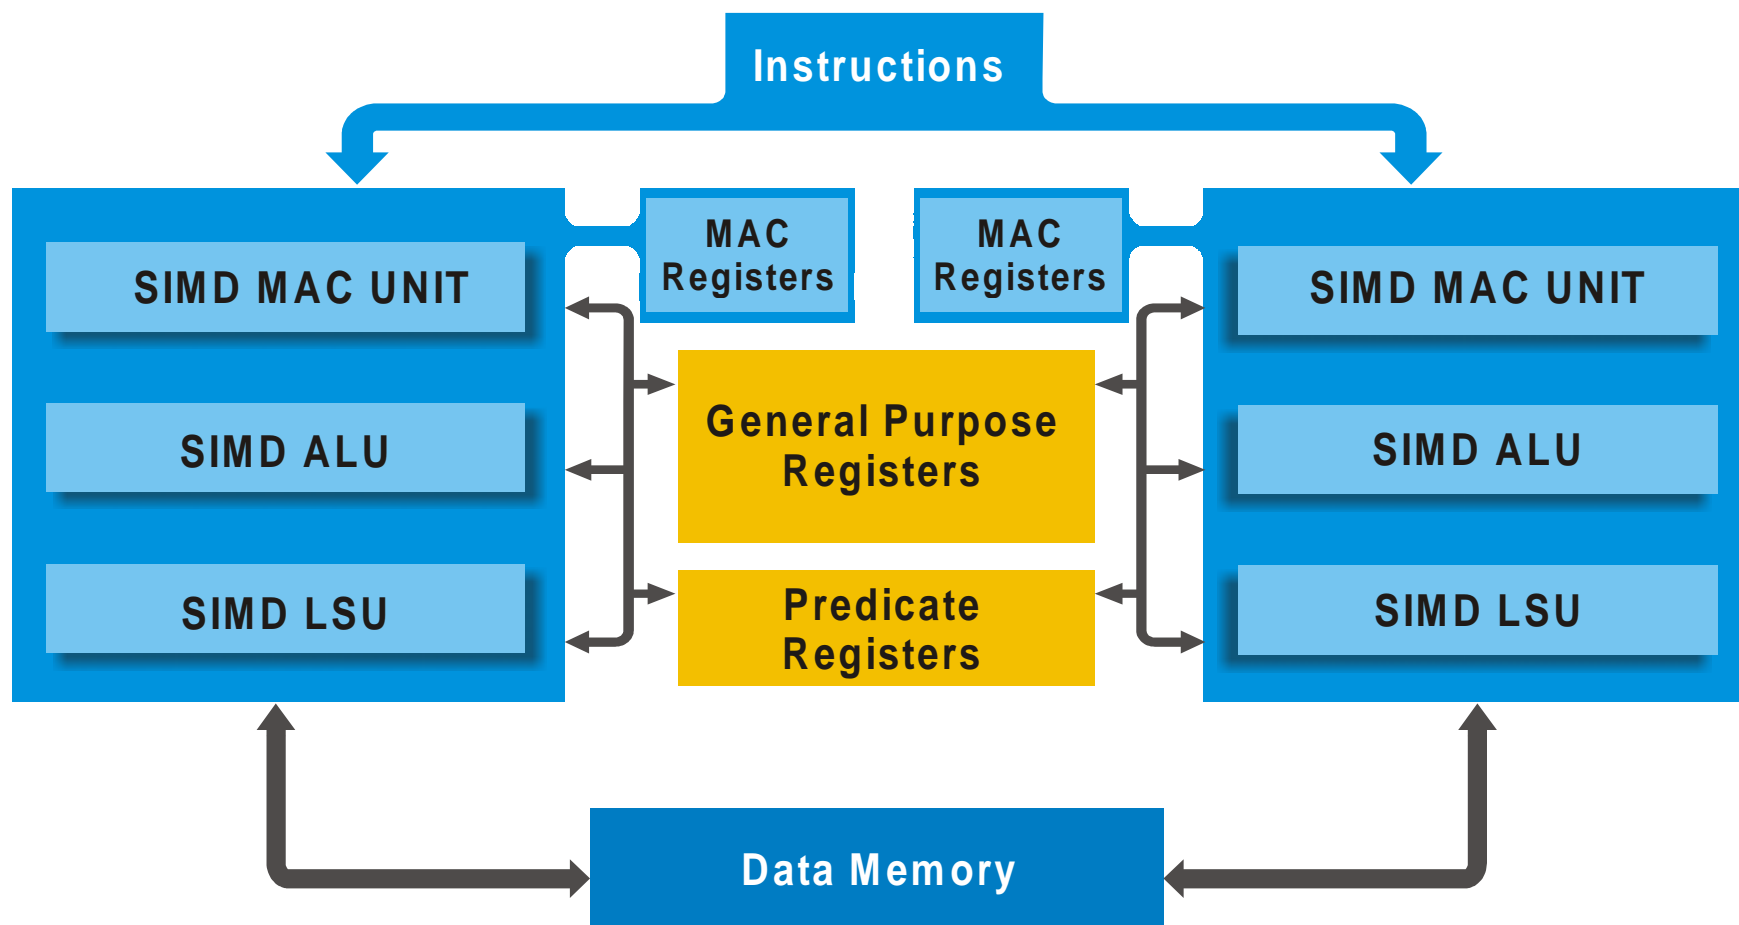 Instructions
MAC
Registers
MAC
Registers
SIMD MAC UNIT
SIMD MAC UNIT
General Purpose
Registers
SIMD ALU
SIMD ALU
Predicate
Registers
SIMD LSU
SIMD LSU
Data Memory